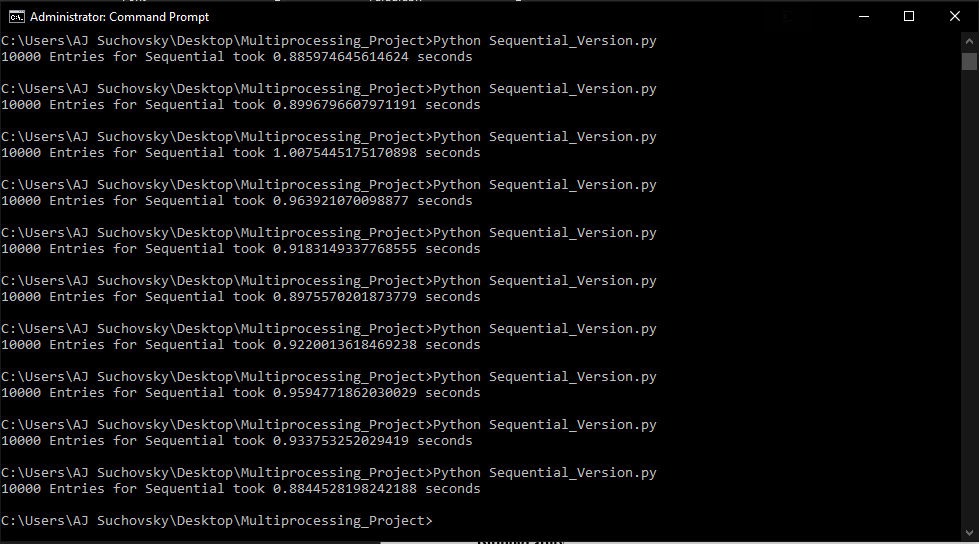 Administrator: Command Prompt
C:\Users\AJ Suchovsky\Desktop\Multiprocessing_Project>Python Sequential_Version.py
10000 Entries for Sequential took 0.885974645614624 seconds
C:\Users\AJ Suchovsky\Desktop\Multiprocessing_Project>Python Sequential_Version.py
10000 Entries for Sequential took 0.8996796607971191 seconds
C:\Users\AJ Suchovsky\Desktop\Multiprocessing_Project>Python Sequential_Version.py
10000 Entries for Sequential took 1.0075445175170898 seconds
C:\Users\AJ Suchovsky\Desktop\Multiprocessing_Project>Python Sequential_Version.py
10000 Entries for Sequential took 0.963921070098877 seconds
C:\Users\AJ Suchovsky\Desktop\Multiprocessing_Project>Python Sequential_Version.py
10000 Entries for Sequential took 0.9183149337768555 seconds
C:\Users\AJ Suchovsky\Desktop\Multiprocessing_Project>Python Sequential_Version.py
10000 Entries for Sequential took 0.8975570201873779 seconds
C:\Users\AJ Suchovsky\Desktop\Multiprocessing_Project>Python Sequential_Version.py
10000 Entries for Sequential took 0.9220013618469238 seconds
C:\Users\AJ Suchovsky\Desktop\Multiprocessing_Project>Python Sequential_Version.py
10000 Entries for Sequential took 0.9594771862030029 seconds
C:\Users\AJ Suchovsky\Desktop\Multiprocessing_Project>Python Sequential_Version.py
10000 Entries for Sequential took 0.933753252029419 seconds
C:\Users\AJ Suchovsky\Desktop\Multiprocessing_Project>Python Sequential_Version.py
10000 Entries for Sequential took 0.8844528198242188 seconds
C:\Users\AJ Suchovsky\Desktop\Multiprocessing_Project>